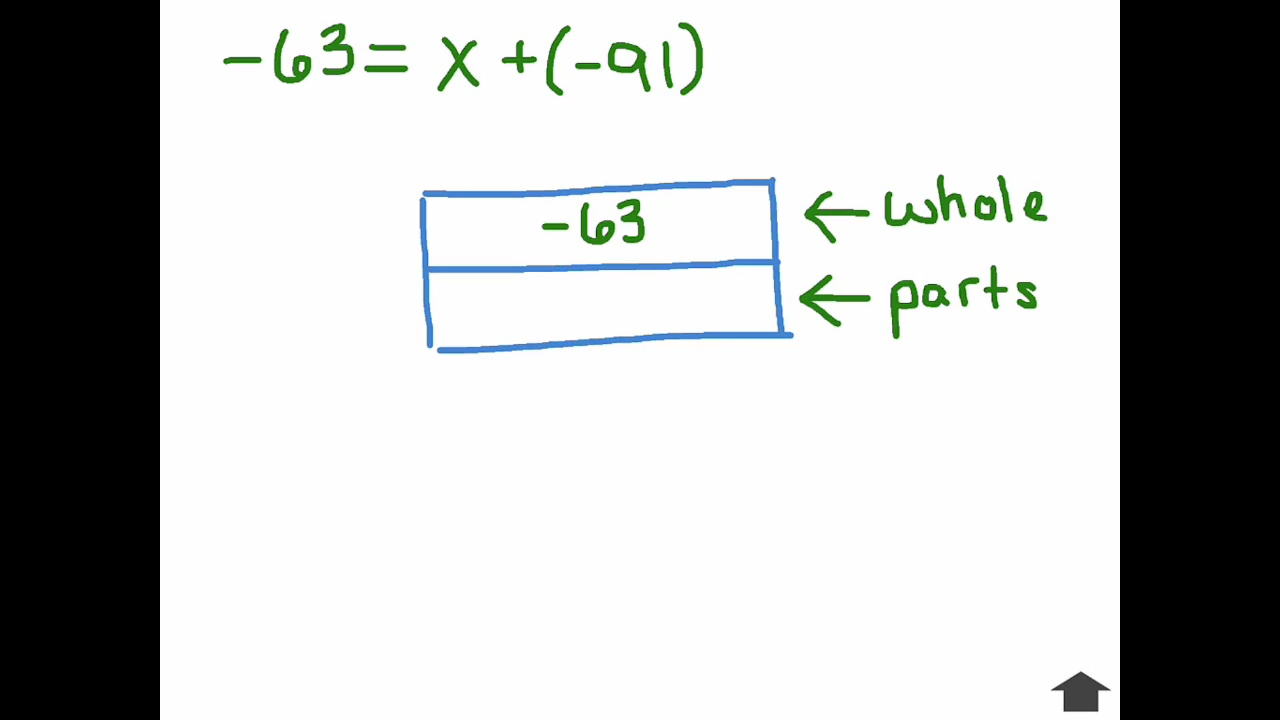 -63 = x + (-91)
-63 ← whole
← parts